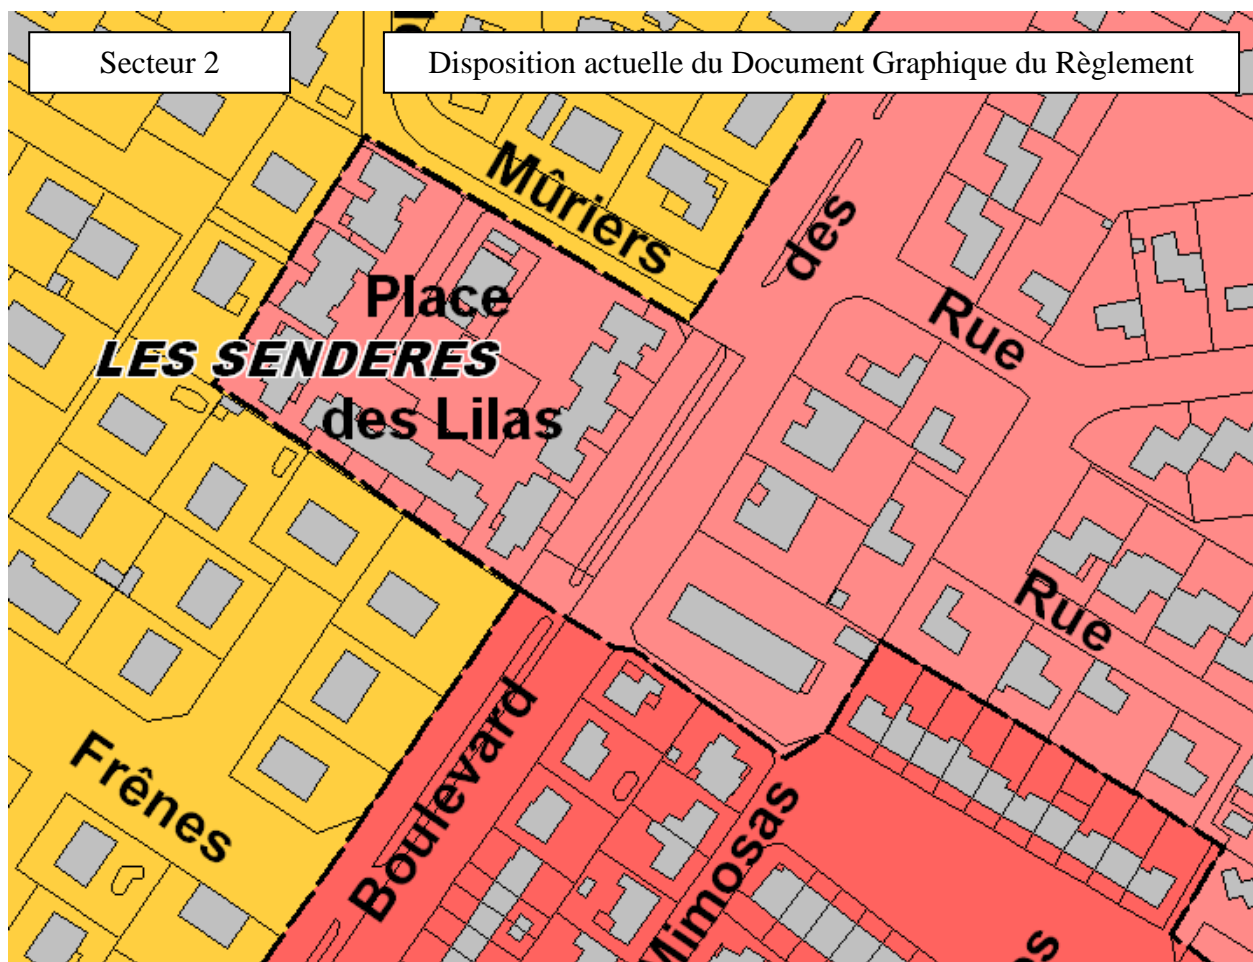 Secteur 2
Disposition actuelle du Document Graphique du Règlement
Mûriers
des
Place
Rue
LES SENDERES
des Lilas
Rue
Boulevard
Frênes
Mimosas